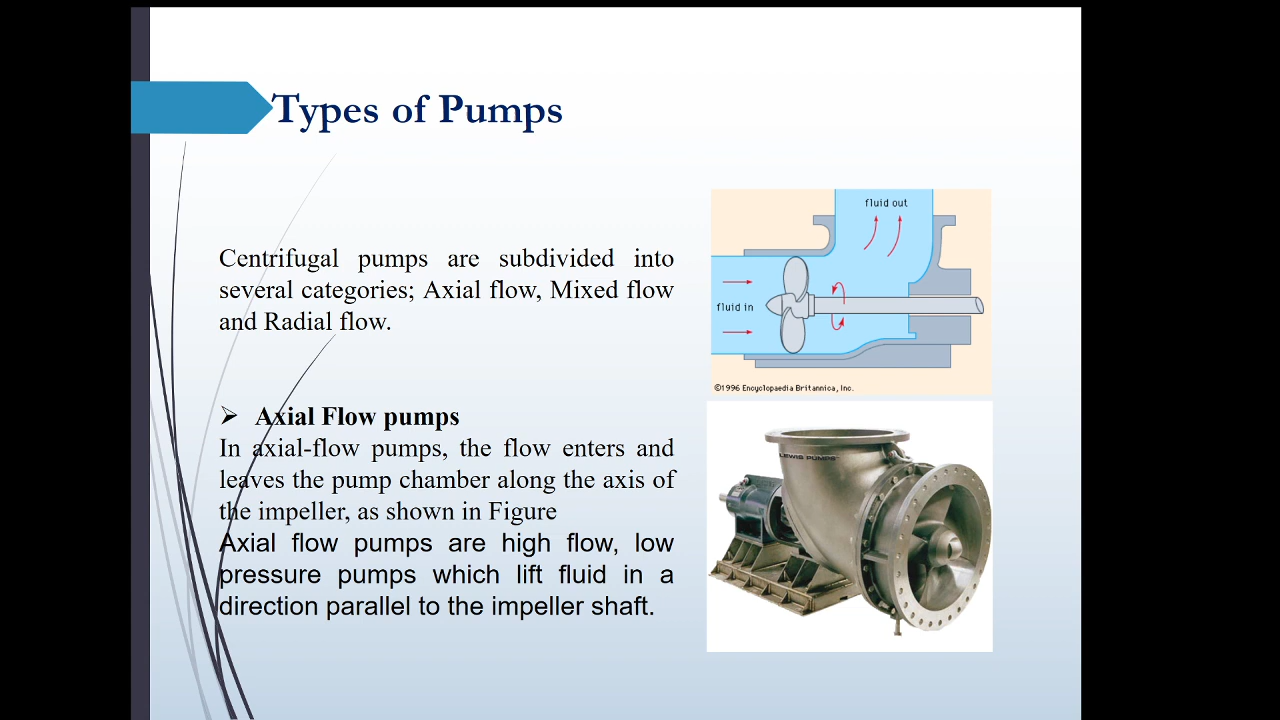 Types of Pumps
Centrifugal pumps are subdivided into
several categories; Axial flow, Mixed flow
and Radial flow.
Axial Flow pumps
In axial-flow pumps, the flow enters and
leaves the pump chamber along the axis of
the impeller, as shown in Figure
Axial flow pumps are high flow, low
pressure pumps which lift fluid in a
direction parallel to the impeller shaft.
fluid out
fluid in
©1996 Encyclopaedia Britannica, Inc.
LEWIS PUMPS